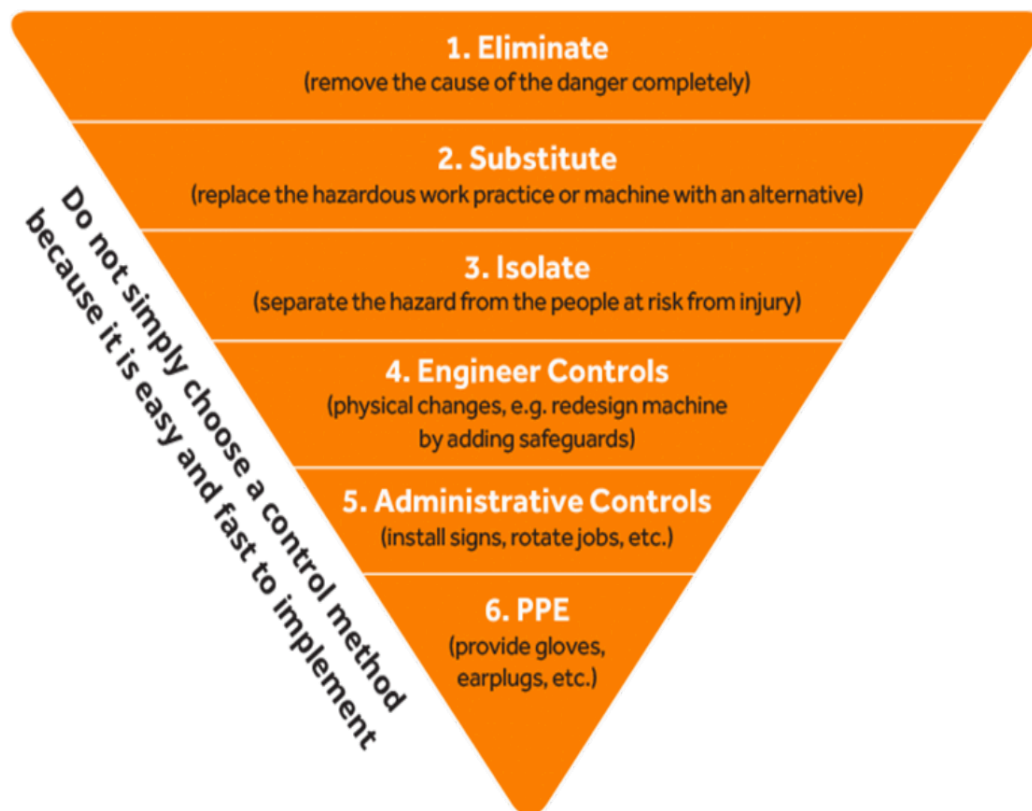 1. Eliminate
(remove the cause of the danger completely)
2. Substitute
(replace the hazardous work practice or machine with an alternative)
3. Isolate
(separate the hazard from the people at risk from injury)
4. Engineer Controls
(physical changes, e.g. redesign machine
by adding safeguards)
5. Administrative Controls
(install signs, rotate jobs, etc.)
6. PPE
(provide gloves,
earplugs, etc.)
Do not simply choose a control method
because it is easy and fast to implement